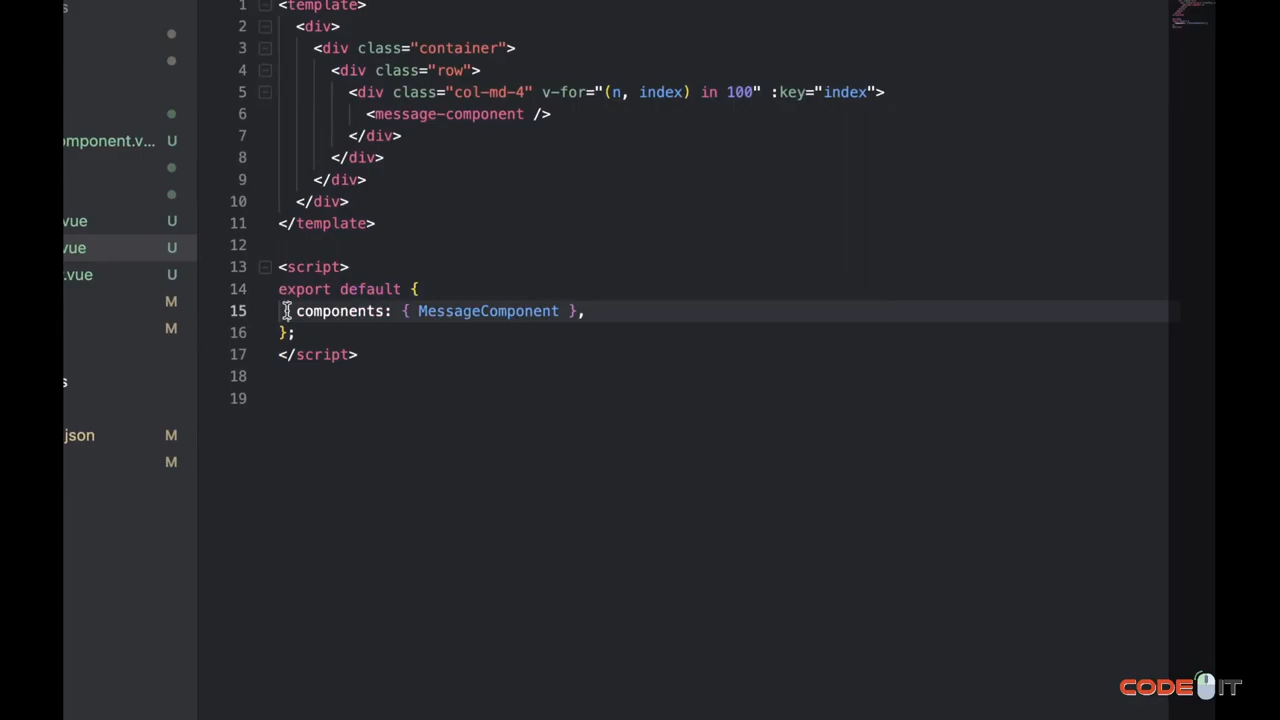 s
omponent.v... U
vue U
vue U
.vue U
M
M
s
json M
M
1 <template>
2 <div>
3 <div class="container">
4 <div class="row">
5 <div class="col-md-4" v-for="(n, index) in 100" :key="index">
6 <message-component />
7 </div>
8 </div>
9 </div>
10 </div>
11 </template>
12
13 <script>
14 export default {
15 components: { MessageComponent },
16 };
17 </script>
18
19
CODE IT